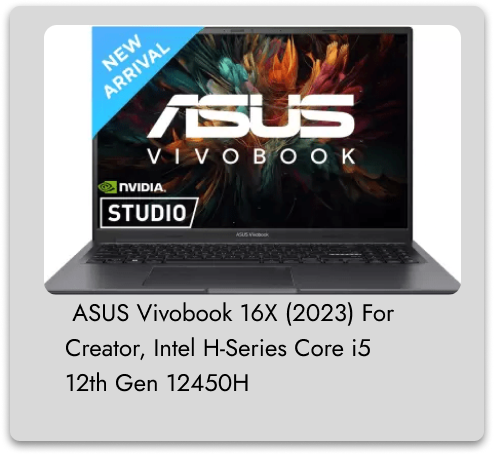 NEW
ARRIVAL
ASUS
VIVOBOOK
NVIDIA.
STUDIO
ASUS Vivobook
ASUS Vivobook 16X (2023) For
Creator, Intel H-Series Core i5
12th Gen 12450H